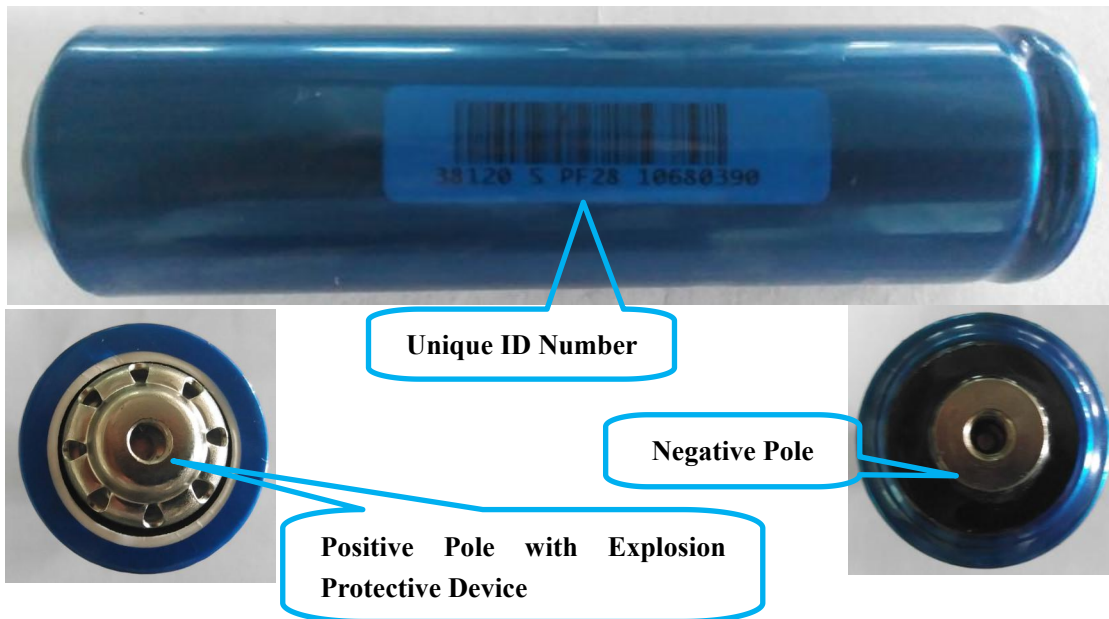 38120 S PF28 10680390
Unique ID Number
Negative Pole
Positive Pole with Explosion
Protective Device